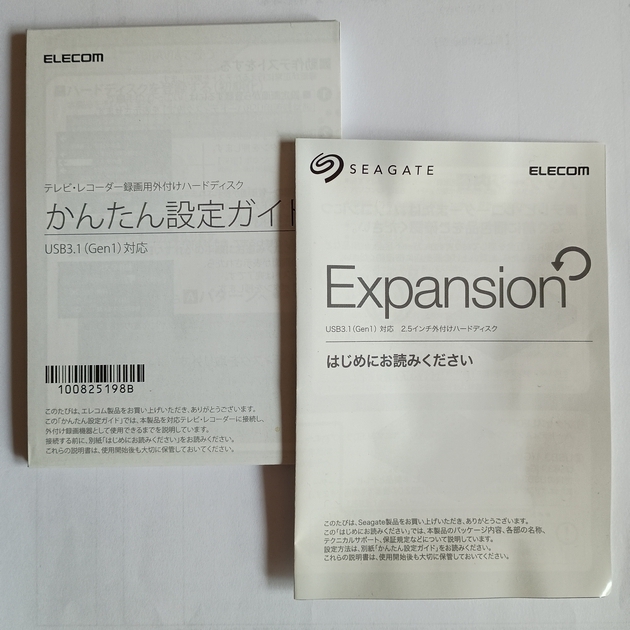 ELECOM
テレビ・レコーダー録画用外付けハードディスク
かんたん設定ガイド
USB3.1(Gen1)対応
100825198B
このたびは、エレコム製品をお買い上げいただき、ありがとうございます。
この「かんたん設定ガイド」では、本製品を対応テレビ・レコーダーに接続し、
外付け録画機器として使用できるまでを説明しています。
接続する前に、別紙「はじめにお読みください」をお読みください。
これらの説明書は、使用開始後も大切に保管しておいてください。
SEAGATE
ELECOM
Expansion
USB3.1(Gen1) 対応 2.5インチ外付けハードディスク
はじめにお読みください
このたびは、Seagate製品をお買い上げいただき、ありがとうございます。
この「はじめにお読みください」では、本製品のパッケージ内容、各部の名称、
テクニカルサポート、保証規定などについて説明しています。
設定方法は、別紙「かんたん設定ガイド」をお読みください。
これらの説明書は、使用開始後も大切に保管しておいてください。